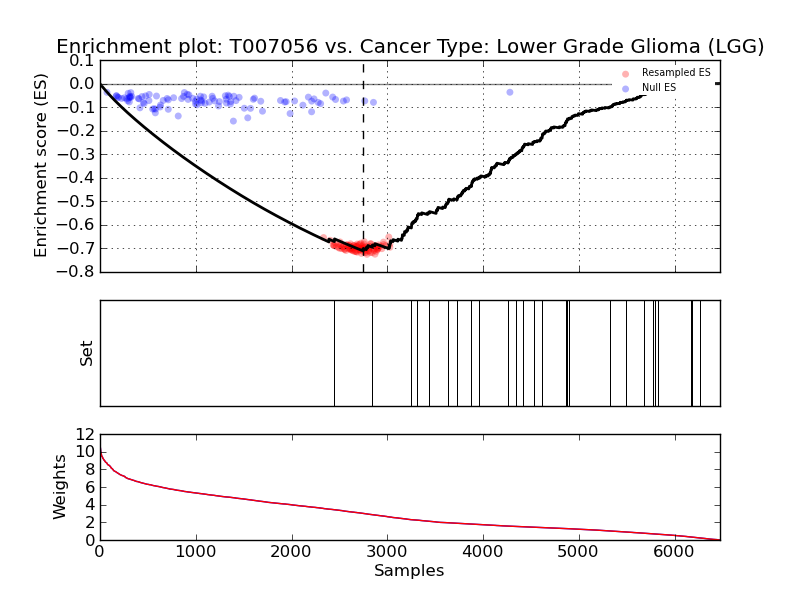 Enrichment plot: T007056 vs. Cancer Type: Lower Grade Glioma (LGG)
Enrichment score (ES)
0.1
0.0
−0.1
−0.2
−0.3
−0.4
−0.5
−0.6
−0.7
−0.8
Resampled ES
Null ES
Set
Weights
12
10
8
6
4
2
0
0 1000 2000 3000 4000 5000 6000
Samples